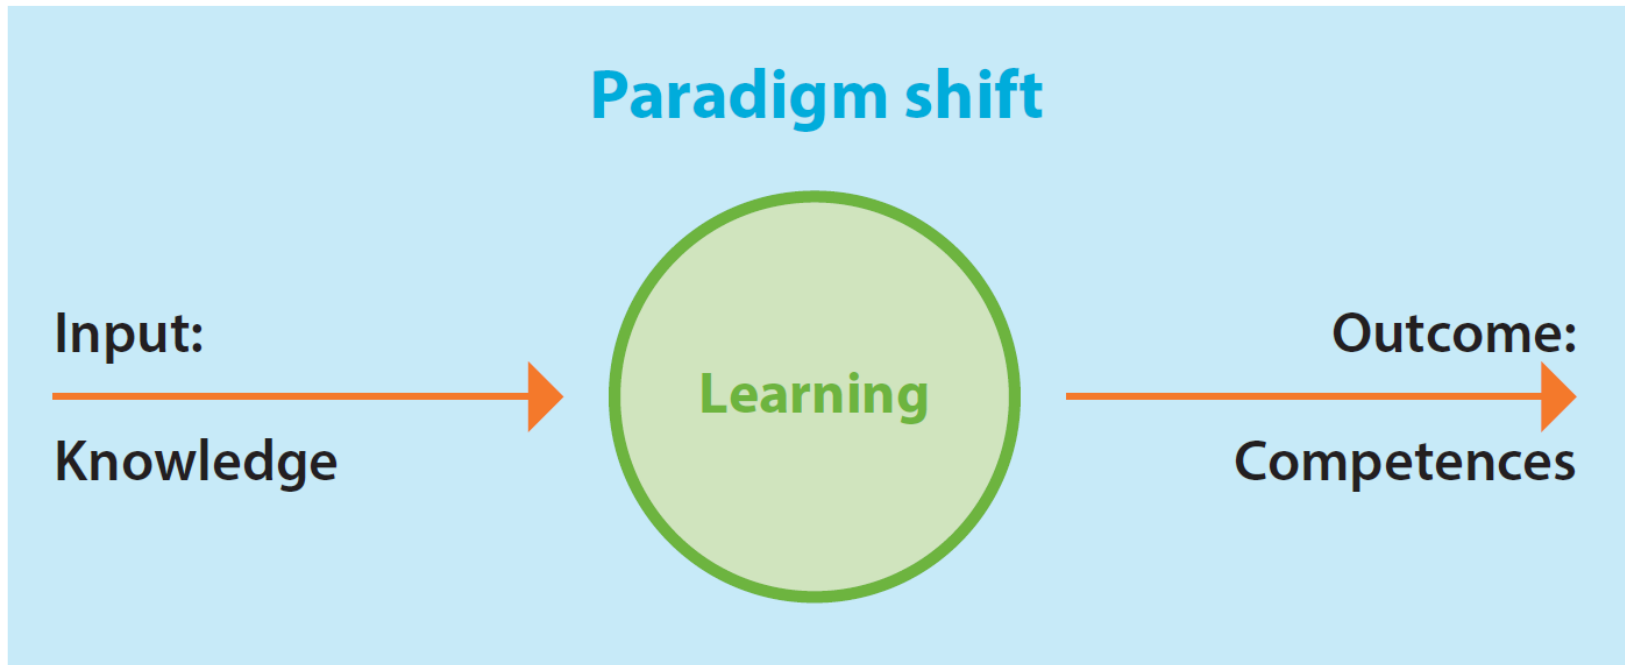 Paradigm shift
Input:
Knowledge
Learning
Outcome:
Competences